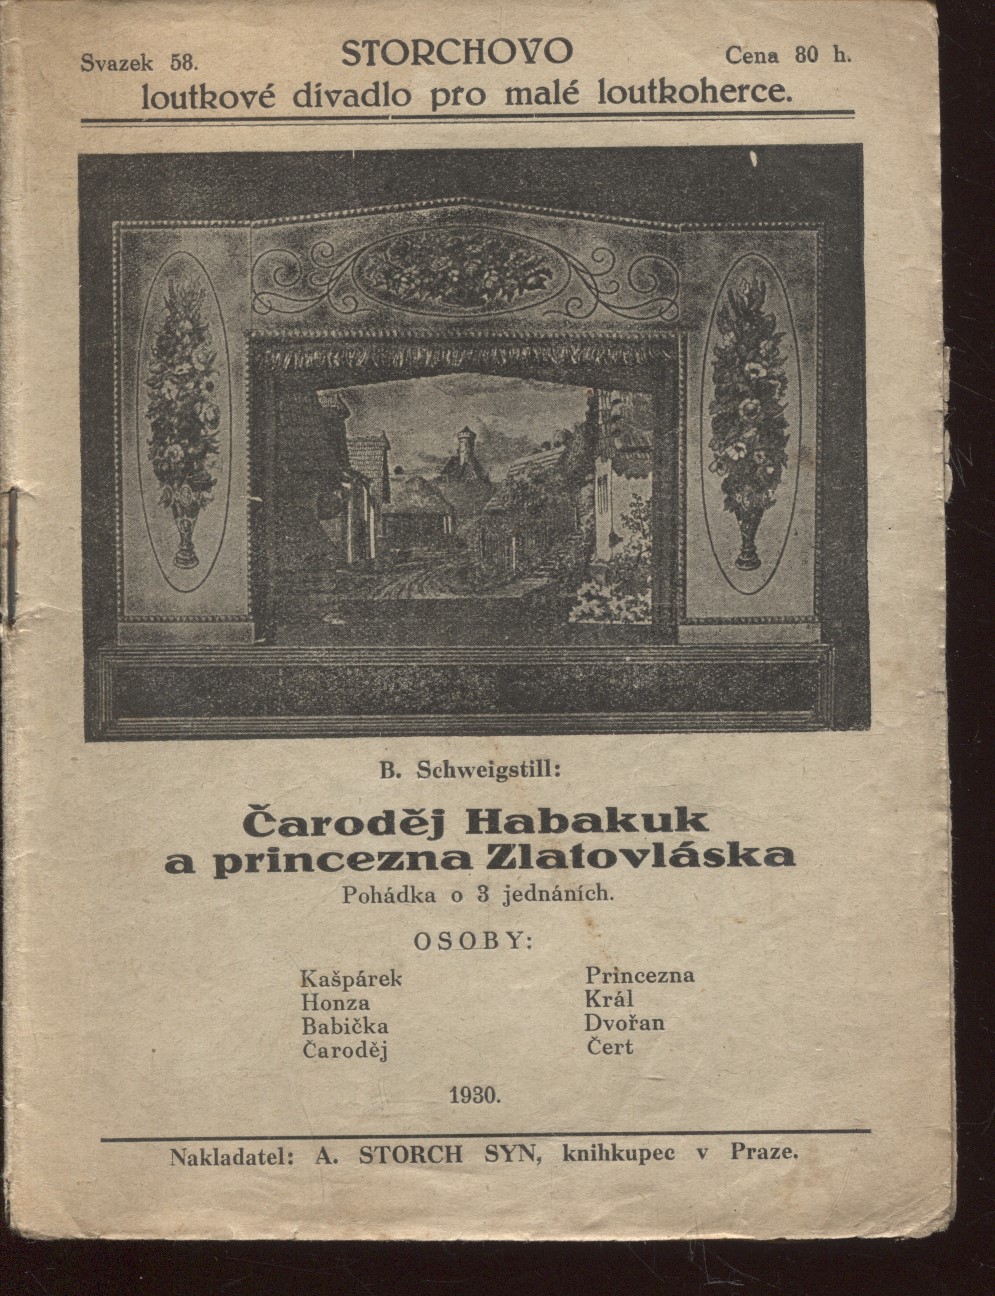 Svazek 58.
STORCHOVO
Cena 80 h.
loutkové divadlo pro malé loutkoherce.
B. Schweigstill:
Čaroděj Habakuk
a princezna Zlatovláska
Pohádka o 3 jednáních.
OSOBY:
Kašpárek
Honza
Babička
Čaroděj
Princezna
Král
Dvořan
Čert
1930.
Nakladatel: A. STORCH SYN, knihkupec v Praze.